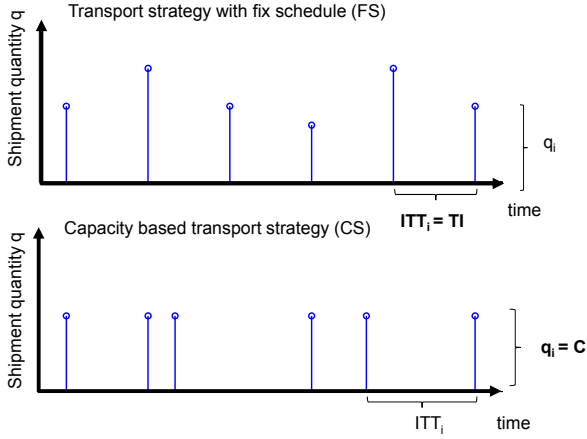 Transport strategy with fix schedule (FS)
Shipment quantity q
qi
ITTi = TI
time
Capacity based transport strategy (CS)
Shipment quantity q
qi = C
ITTi
time